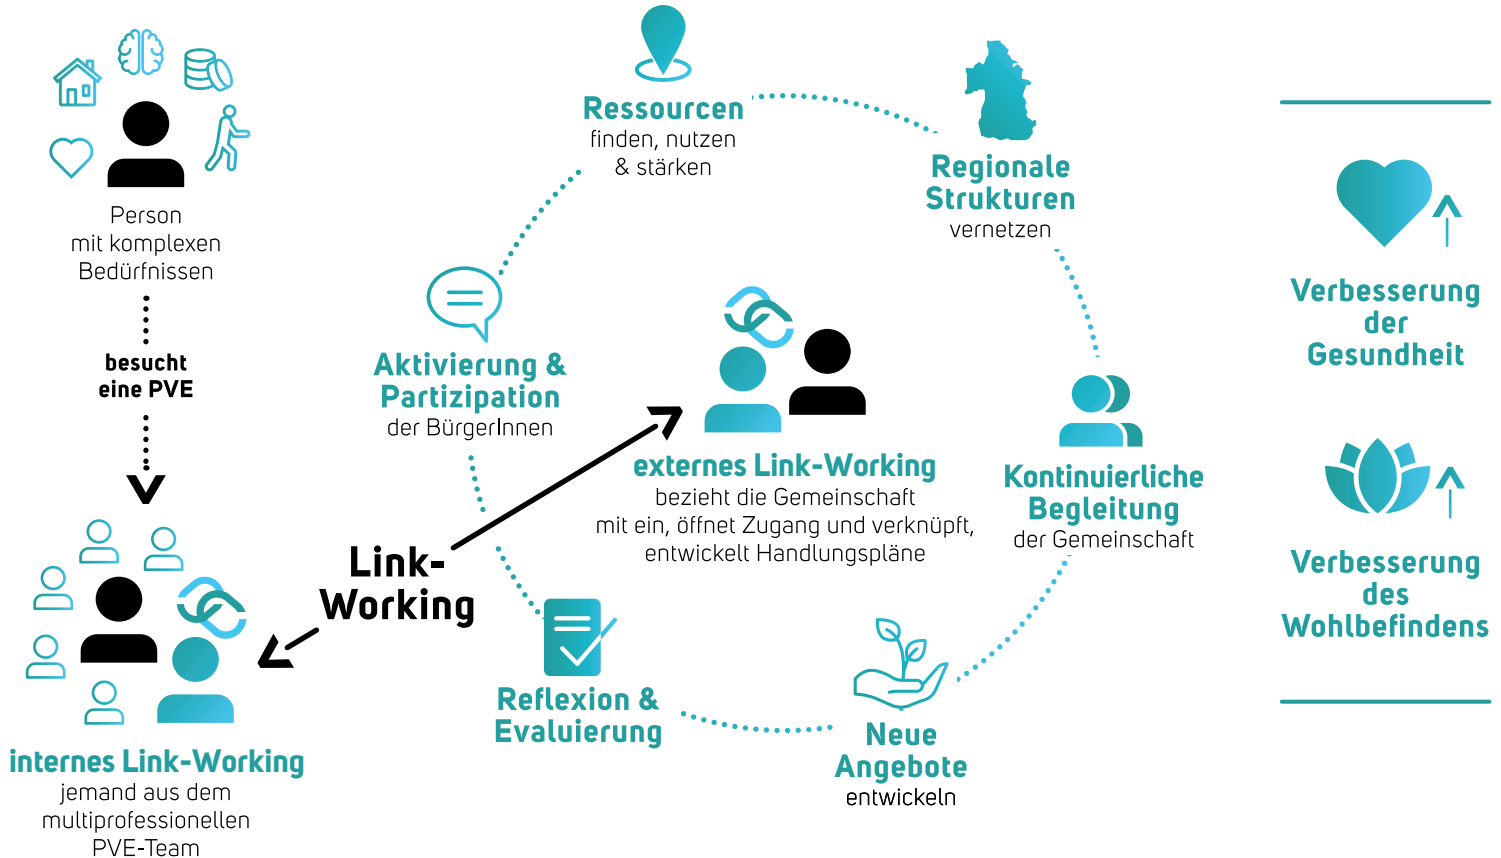 Person
mit komplexen
Bedürfnissen
besucht
eine PVE
internes Link-Working
jemand aus dem
multiprofessionellen
PVE-Team
Link-
Working
externes Link-Working
bezieht die Gemeinschaft
mit ein, öffnet Zugang und verknüpft,
entwickelt Handlungspläne
Ressourcen
finden, nutzen
& stärken
Regionale
Strukturen
vernetzen
Kontinuierliche
Begleitung
der Gemeinschaft
Neue
Angebote
entwickeln
Reflexion &
Evaluierung
Aktivierung &
Partizipation
der BürgerInnen
Verbesserung
der
Gesundheit
Verbesserung
des
Wohlbefindens